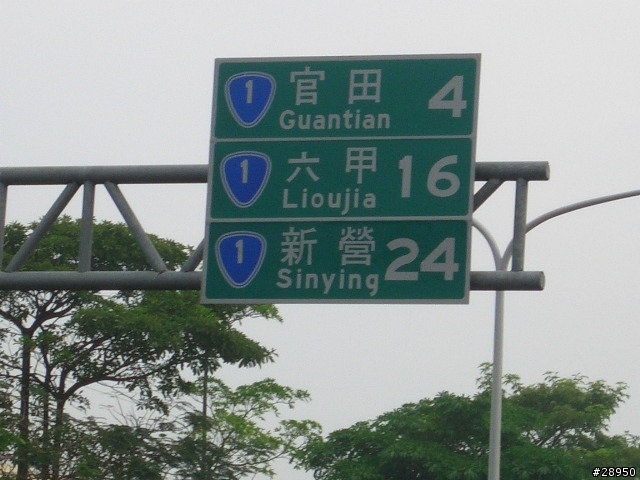 1 官田 4
Guantian
1 六甲 16
Lioujia
1 新營 24
Sinying
#28950